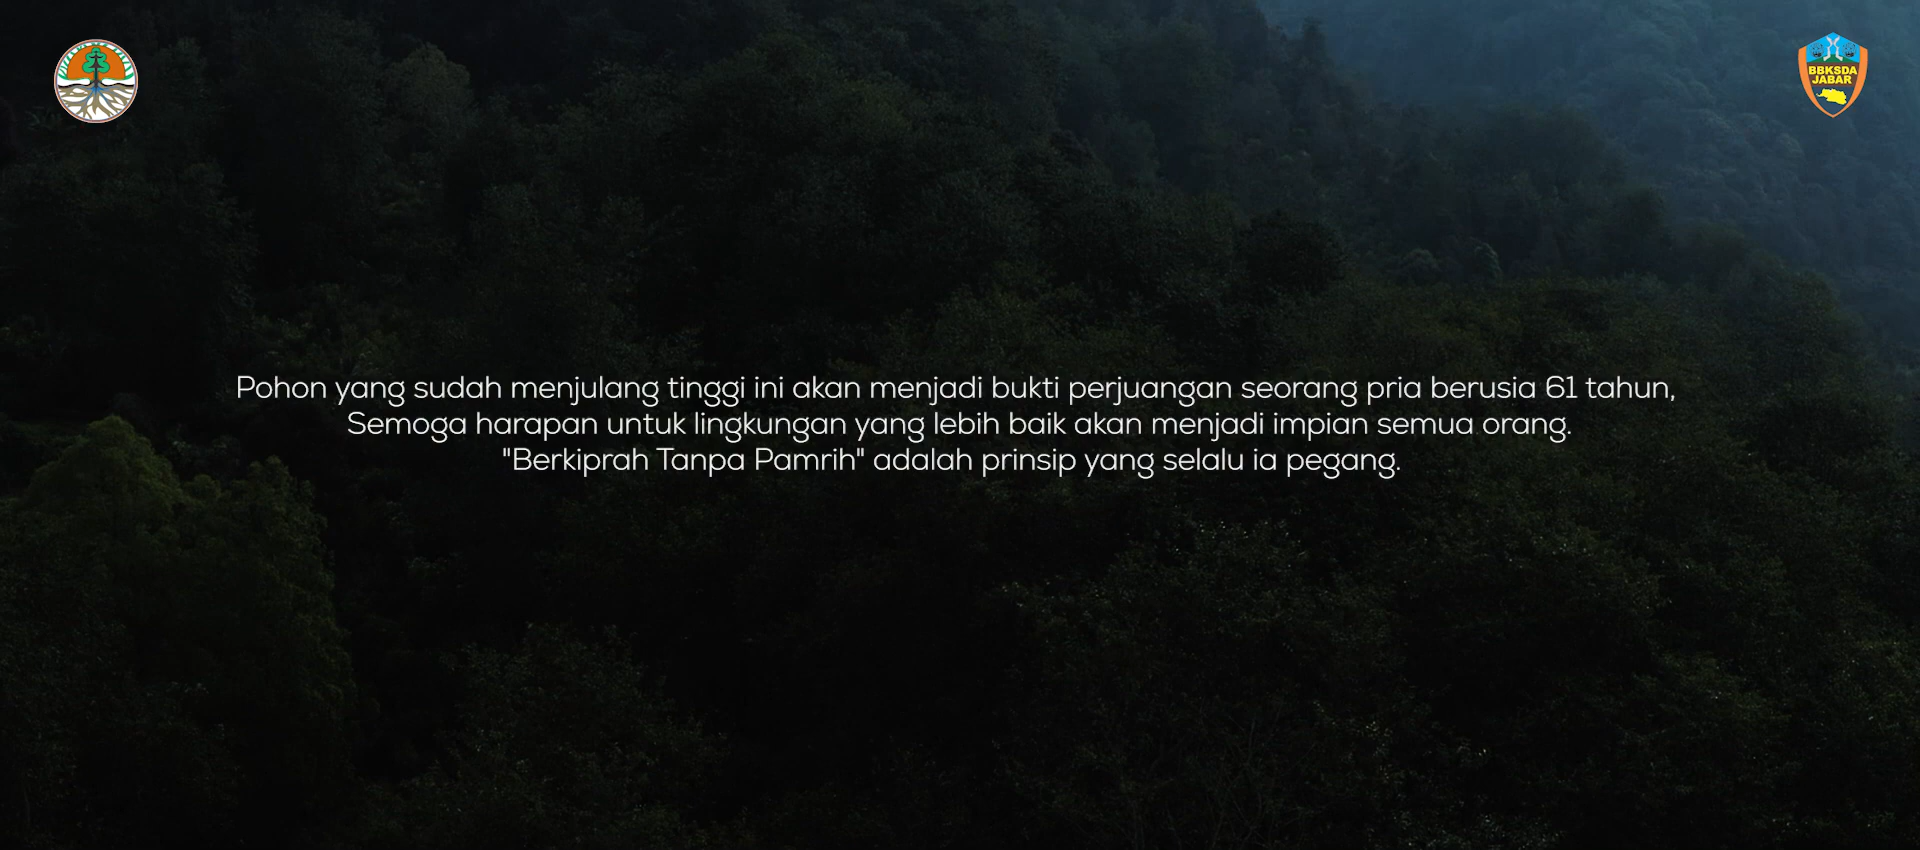 BBKSDA
JABAR
Pohon yang sudah menjulang tinggi ini akan menjadi bukti perjuangan seorang pria berusia 61 tahun,
Semoga harapan untuk lingkungan yang lebih baik akan menjadi impian semua orang.
"Berkiprah Tanpa Pamrih" adalah prinsip yang selalu ia pegang.